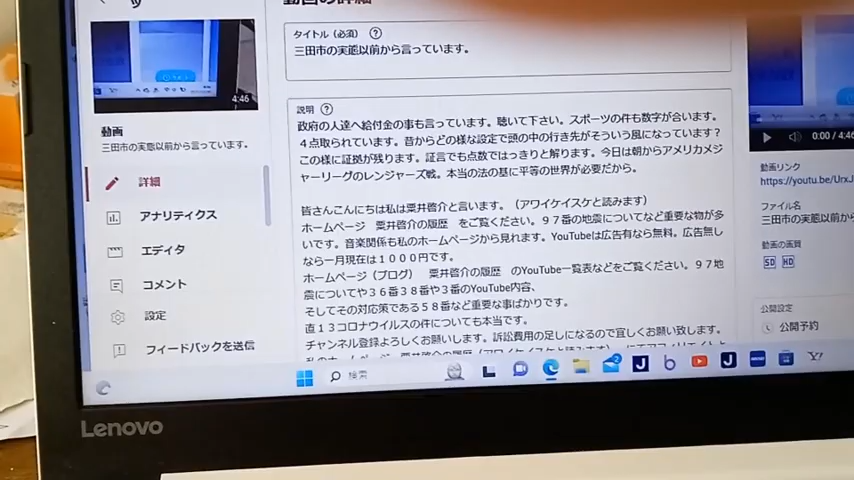 動画の詳細
タイトル（必須）
三田市の実態以前から言っています。
4:46
動画
三田市の実態以前から言っています。
詳細
アナリティクス
エディタ
コメント
設定
フィードバックを送信
説明
政府の人達へ給付金の事も言っています。聴いて下さい。スポーツの件も数字が合います。
４点取られています。昔からどの様な設定で頭の中の行き先がそういう風になっています？
この様に証拠が残ります。証言でも点数ではっきりと解ります。今日は朝からアメリカメジ
ャーリーグのレンジャーズ戦。本当の法の基に平等の世界が必要だから。
皆さんこんにちは私は粟井啓介と言います。（アワイケイスケと読みます）
ホームページ　粟井啓介の履歴　をご覧ください。９７番の地震についてなど重要な物が多
いです。音楽関係も私のホームページから見れます。YouTubeは広告有なら無料。広告無し
なら一月現在は１０００円です。
ホームページ（ブログ）　粟井啓介の履歴　のYouTube一覧表などをご覧ください。９７地
震についてや３６番３８番や３番のYouTube内容、
そしてその対応策である５８番など重要な事ばかりです。
直１３コロナウイルスの件についても本当です。
チャンネル登録よろしくお願いします。訴訟費用の足しになるので宜しくお願い致します。
0:00 / 4:46
動画リンク
https://youtu.be/UrxJ
ファイル名
三田市の実態以前から
動画の画質
SD HD
公開設定
公開予約
検索
Lenovo